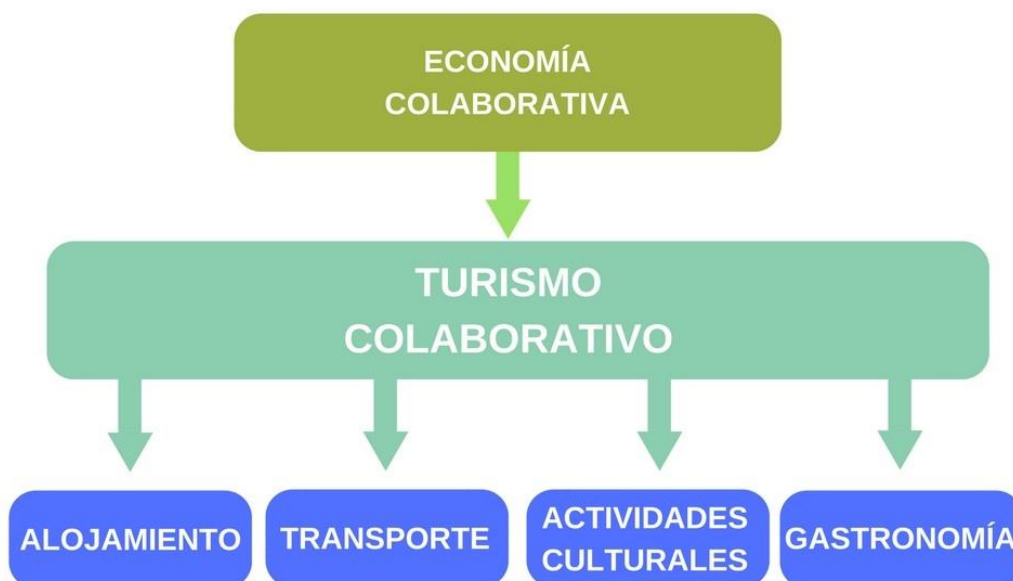 ECONOMÍA
COLABORATIVA
TURISMO
COLABORATIVO
ALOJAMIENTO
TRANSPORTE
ACTIVIDADES
CULTURALES
GASTRONOMÍA